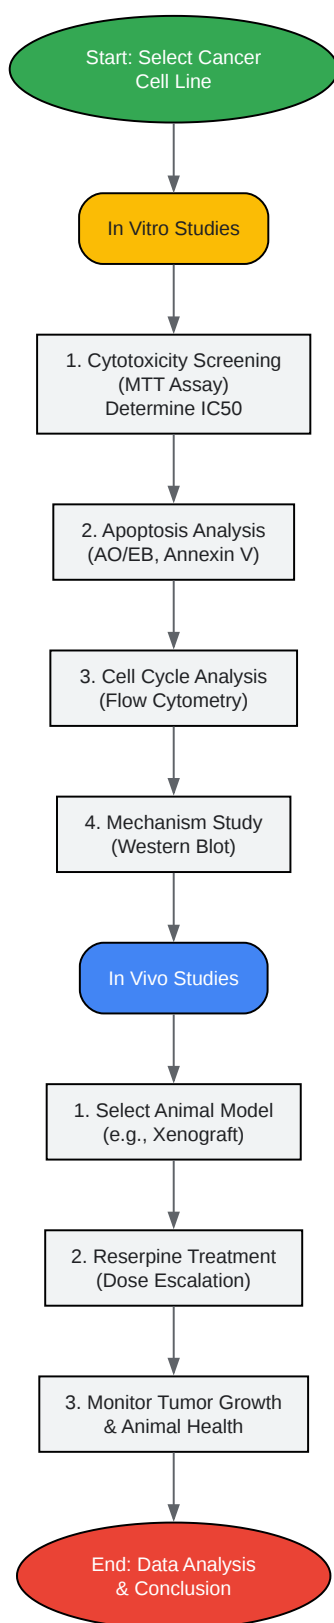 Start: Select Cancer
Cell Line
In Vitro Studies
1. Cytotoxicity Screening
(MTT Assay)
Determine IC50
2. Apoptosis Analysis
(AO/EB, Annexin V)
3. Cell Cycle Analysis
(Flow Cytometry)
4. Mechanism Study
(Western Blot)
In Vivo Studies
1. Select Animal Model
(e.g., Xenograft)
2. Reserpine Treatment
(Dose Escalation)
3. Monitor Tumor Growth
& Animal Health
End: Data Analysis
& Conclusion